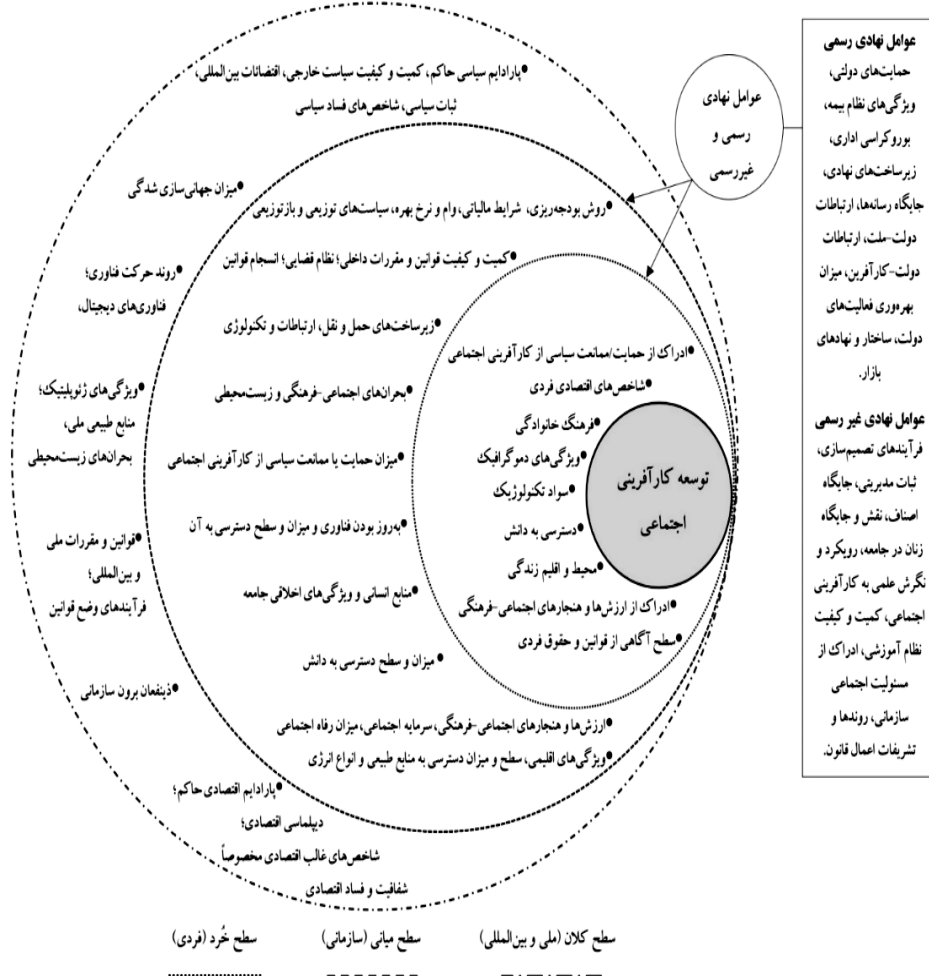 عوامل نهادی رسمی
حمایت‌های دولتی،
ویژگی‌های نظام بیمه،
بوروکراسی اداری،
زیرساخت‌های نهادی،
جایگاه رسانه‌ها، ارتباطات
دولت-ملت، ارتباطات
دولت-کارآفرین، میزان
بهره‌وری فعالیت‌های
دولت، ساختار و نهادهای
بازار.
عوامل نهادی غیر رسمی
فرآیندهای تصمیم‌سازی،
ثبات مدیریتی، جایگاه
اصناف، نقش و جایگاه
زنان در جامعه، رویکرد و
نگرش علمی به کارآفرینی
اجتماعی، کمیت و کیفیت
نظام آموزشی، ادراک از
مسئولیت اجتماعی
سازمانی، روندها و
تشریفات اعمال قانون.
عوامل نهادی
رسمی و
غیررسمی
•پارادایم سیاسی حاکم، کمیت و کیفیت سیاست خارجی، اقتضائات بین‌المللی،
ثبات سیاسی، شاخص‌های فساد سیاسی
•میزان جهانی‌سازی شدگی
•روند حرکت فناوری؛
فناوری‌های دیجیتال،
•ویژگی‌های ژئوپلیتیک؛
منابع طبیعی ملی،
بحران‌های زیست‌محیطی
•قوانین و مقررات ملی
و بین‌المللی؛
فرآیندهای وضع قوانین
•ذینفعان برون سازمانی
•پارادایم اقتصادی حاکم؛
دیپلماسی اقتصادی؛
شاخص‌های غالب اقتصادی مخصوصاً
شفافیت و فساد اقتصادی
•روش بودجه‌ریزی، شرایط مالیاتی، وام و نرخ بهره، سیاست‌های توزیعی و بازتوزیعی
•کمیت و کیفیت قوانین و مقررات داخلی؛ نظام قضایی؛ انسجام قوانین
•زیرساخت‌های حمل و نقل، ارتباطات و تکنولوژی
•بحران‌های اجتماعی-فرهنگی و زیست‌محیطی
•میزان حمایت یا ممانعت سیاسی از کارآفرینی اجتماعی
•به‌روز بودن فناوری و میزان و سطح دسترسی به آن
•منابع انسانی و ویژگی‌های اخلاقی جامعه
•میزان و سطح دسترسی به دانش
•ارزش‌ها و هنجارهای اجتماعی-فرهنگی، سرمایه اجتماعی، میزان رفاه اجتماعی
•ویژگی‌های اقلیمی، سطح و میزان دسترسی به منابع طبیعی و انواع انرژی
•ادراک از حمایت/ممانعت سیاسی از کارآفرینی اجتماعی
•شاخص‌های اقتصادی فردی
•فرهنگ خانوادگی
•ویژگی‌های دموگرافیک
•سواد تکنولوژیک
•دسترسی به دانش
•محیط و اقلیم زندگی
•ادراک از ارزش‌ها و هنجارهای اجتماعی-فرهنگی
•سطح آگاهی از قوانین و حقوق فردی
توسعه کارآفرینی
اجتماعی
سطح کلان (ملی و بین‌المللی)
سطح میانی (سازمانی)
سطح خُرد (فردی)